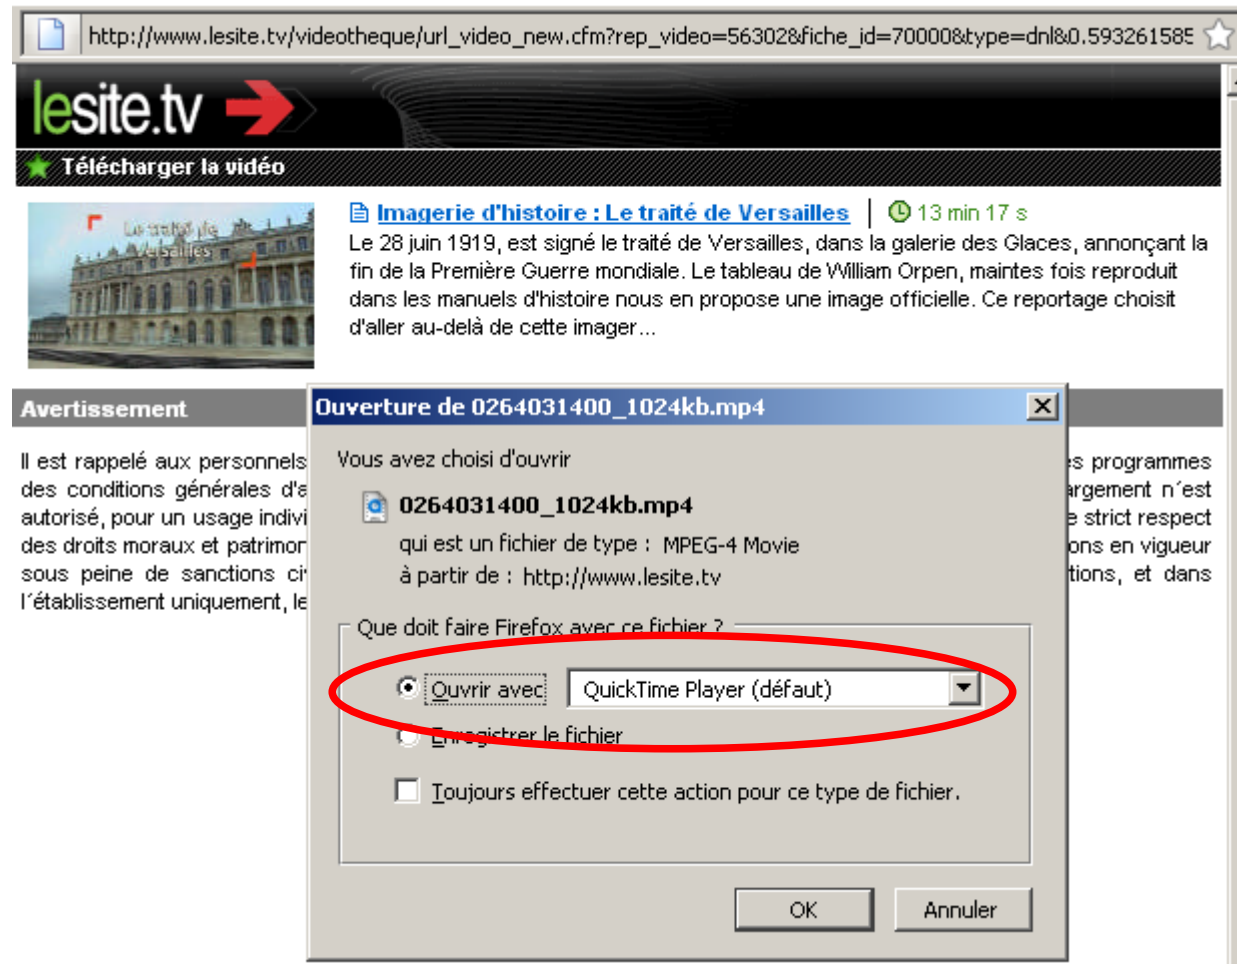 http://www.lesite.tv/videotheque/url_video_new.cfm?rep_video=56302&fiche_id=70000&type=dnl&0.593261585
lesite.tv
Télécharger la vidéo
Le traité de
Versailles
Imagerie d'histoire : Le traité de Versailles | 13 min 17 s
Le 28 juin 1919, est signé le traité de Versailles, dans la galerie des Glaces, annonçant la
fin de la Première Guerre mondiale. Le tableau de William Orpen, maintes fois reproduit
dans les manuels d'histoire nous en propose une image officielle. Ce reportage choisit
d'aller au-delà de cette imager...
Avertissement
Il est rappelé aux personnels
des conditions générales d'a
autorisé, pour un usage indivi
des droits moraux et patrimor
sous peine de sanctions ci
l´établissement uniquement, le
Ouverture de 0264031400_1024kb.mp4
Vous avez choisi d'ouvrir
0264031400_1024kb.mp4
qui est un fichier de type : MPEG-4 Movie
à partir de : http://www.lesite.tv
Que doit faire Firefox avec ce fichier ?
Ouvrir avec QuickTime Player (défaut)
Enregistrer le fichier
Toujours effectuer cette action pour ce type de fichier.
OK Annuler
s programmes
argement n´est
e strict respect
ons en vigueur
tions, et dans